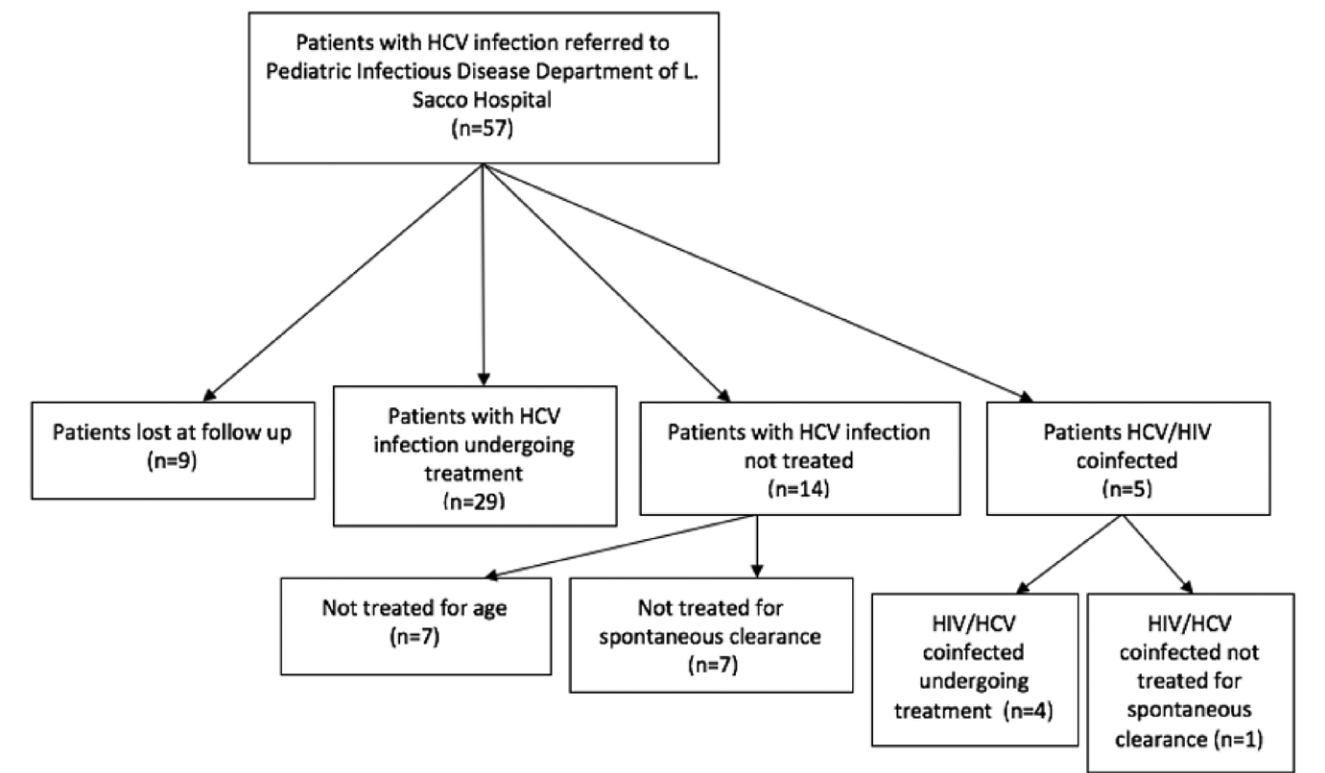 Patients with HCV infection referred to
Pediatric Infectious Disease Department of L.
Sacco Hospital
(n=57)
Patients lost at follow up
(n=9)
Patients with HCV
infection undergoing
treatment
(n=29)
Patients with HCV infection
not treated
(n=14)
Patients HCV/HIV
coinfected
(n=5)
Not treated for age
(n=7)
Not treated for
spontaneous clearance
(n=7)
HIV/HCV
coinfected
undergoing
treatment (n=4)
HIV/HCV
coinfected not
treated for
spontaneous
clearance (n=1)